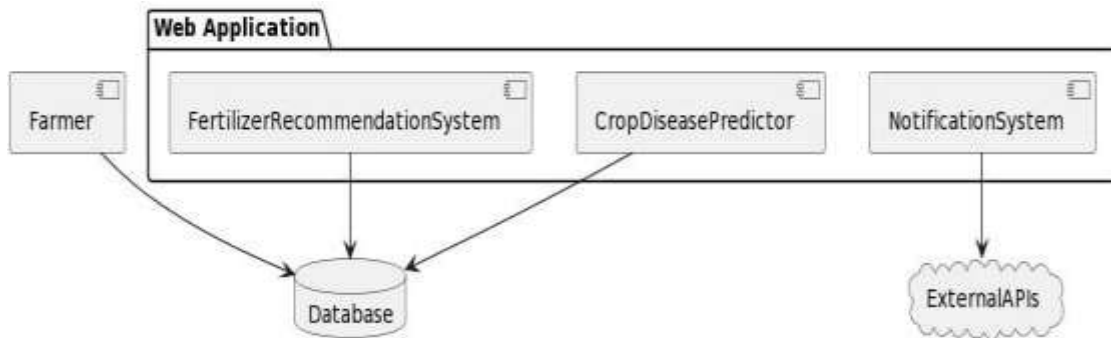 Web Application
Farmer
FertilizerRecommendationSystem
CropDiseasePredictor
NotificationSystem
Database
ExternalAPIs